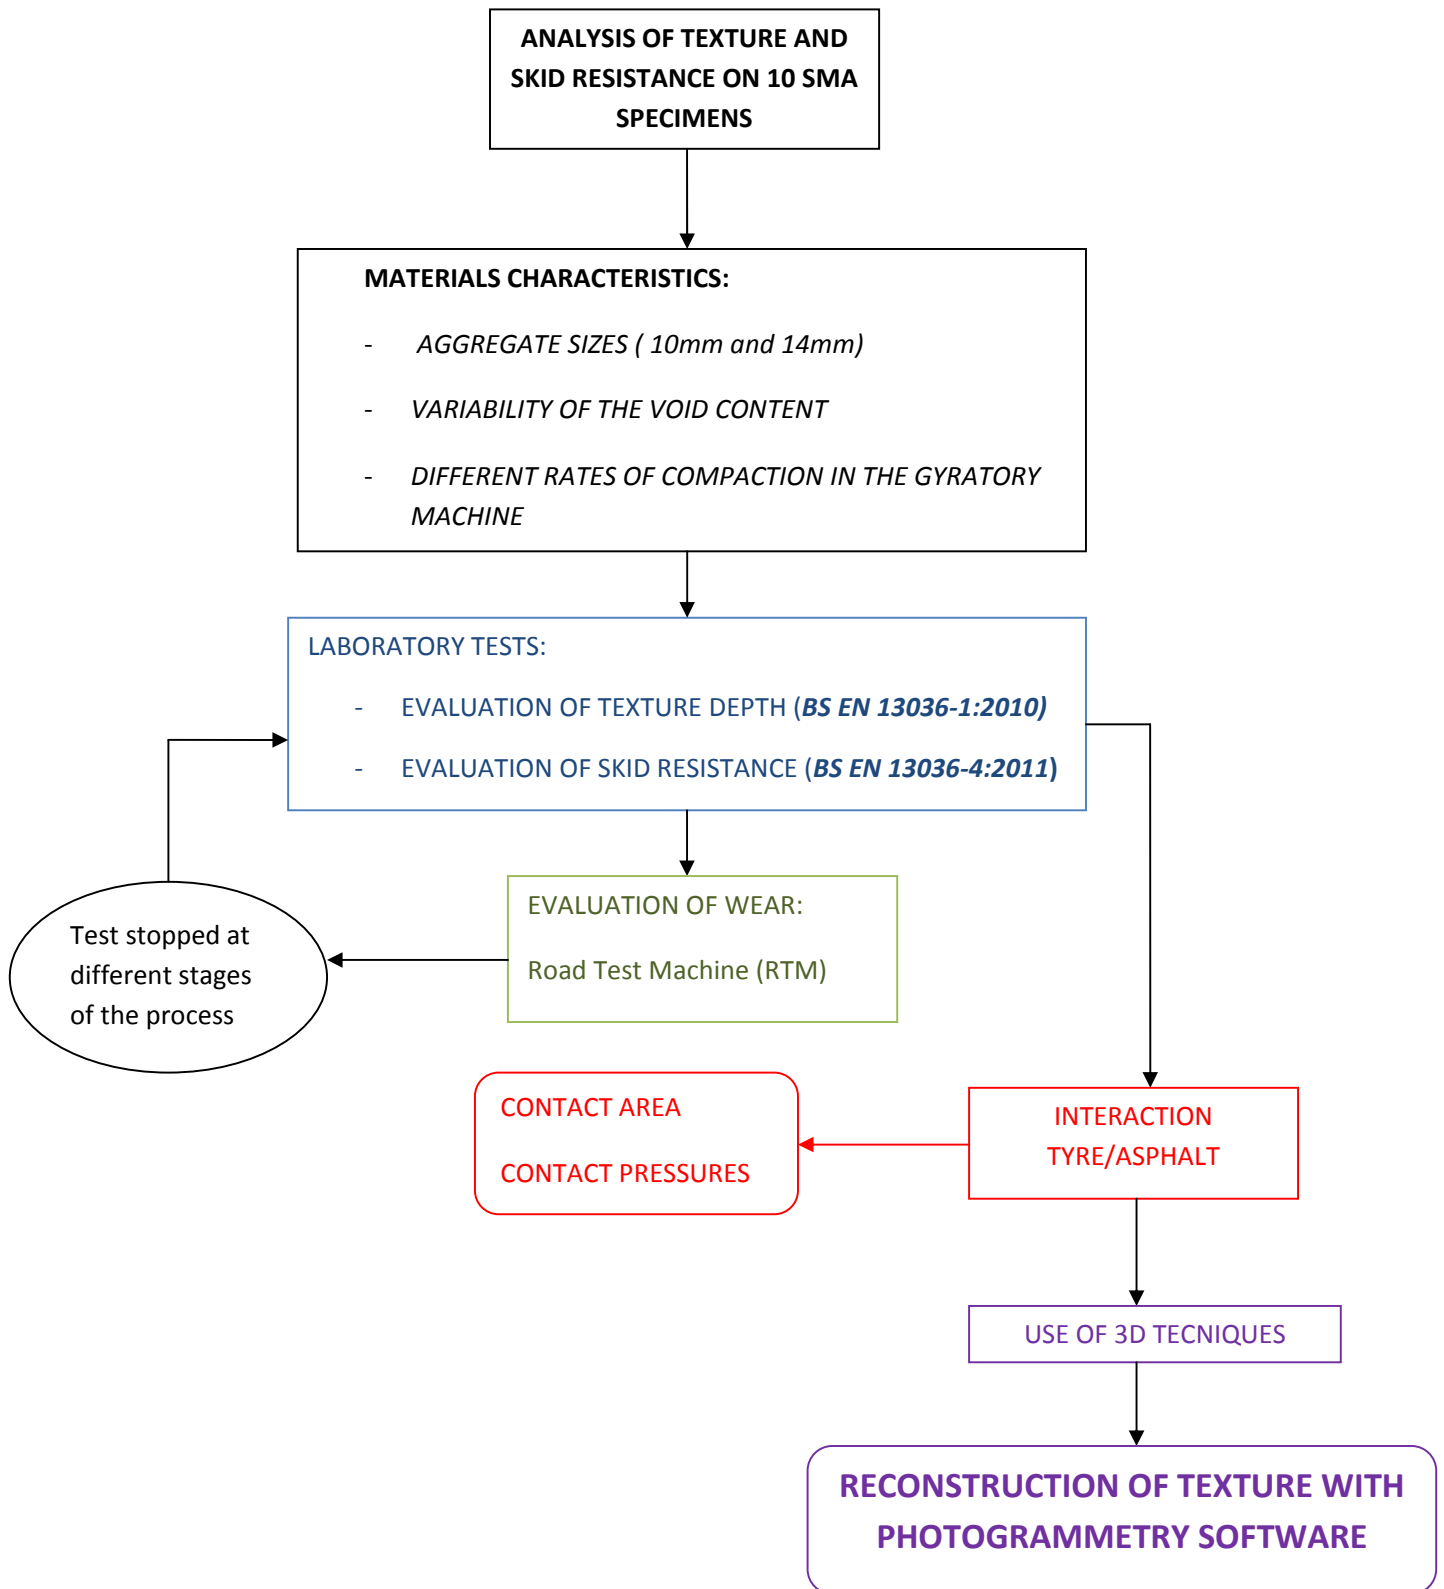 ANALYSIS OF TEXTURE AND
SKID RESISTANCE ON 10 SMA
SPECIMENS
MATERIALS CHARACTERISTICS:
- AGGREGATE SIZES ( 10mm and 14mm)
- VARIABILITY OF THE VOID CONTENT
- DIFFERENT RATES OF COMPACTION IN THE GYRATORY
MACHINE
LABORATORY TESTS:
- EVALUATION OF TEXTURE DEPTH (BS EN 13036-1:2010)
- EVALUATION OF SKID RESISTANCE (BS EN 13036-4:2011)
EVALUATION OF WEAR:
Road Test Machine (RTM)
Test stopped at
different stages
of the process
CONTACT AREA
CONTACT PRESSURES
INTERACTION
TYRE/ASPHALT
USE OF 3D TECNIQUES
RECONSTRUCTION OF TEXTURE WITH
PHOTOGRAMMETRY SOFTWARE